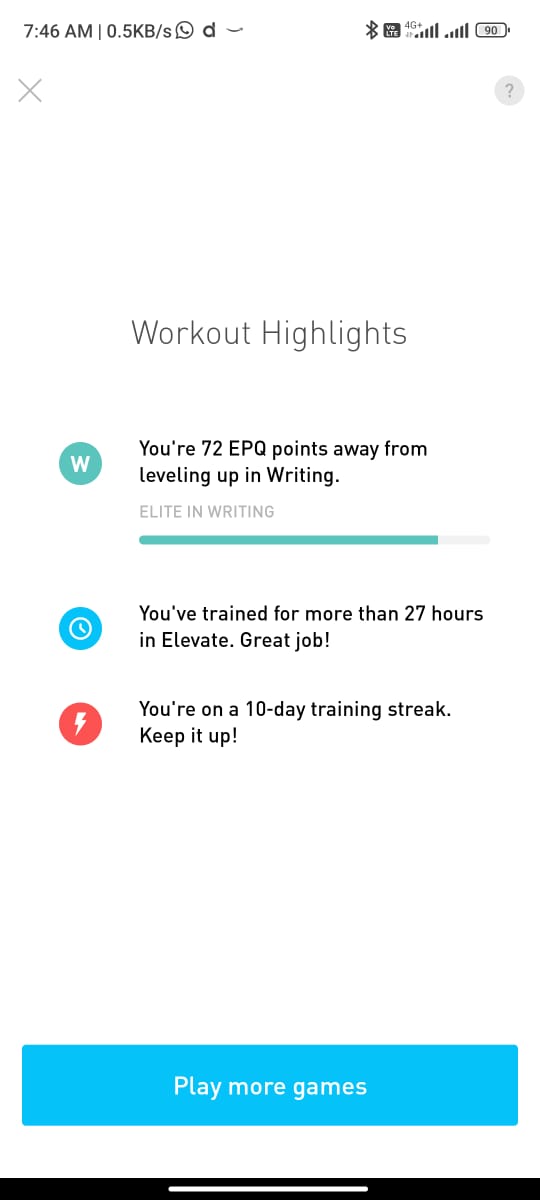 7:46 AM | 0.5KB/s d Vo LTE 4G+ 90
?
Workout Highlights
W
You're 72 EPQ points away from
leveling up in Writing.
ELITE IN WRITING
You've trained for more than 27 hours
in Elevate. Great job!
You're on a 10-day training streak.
Keep it up!
Play more games